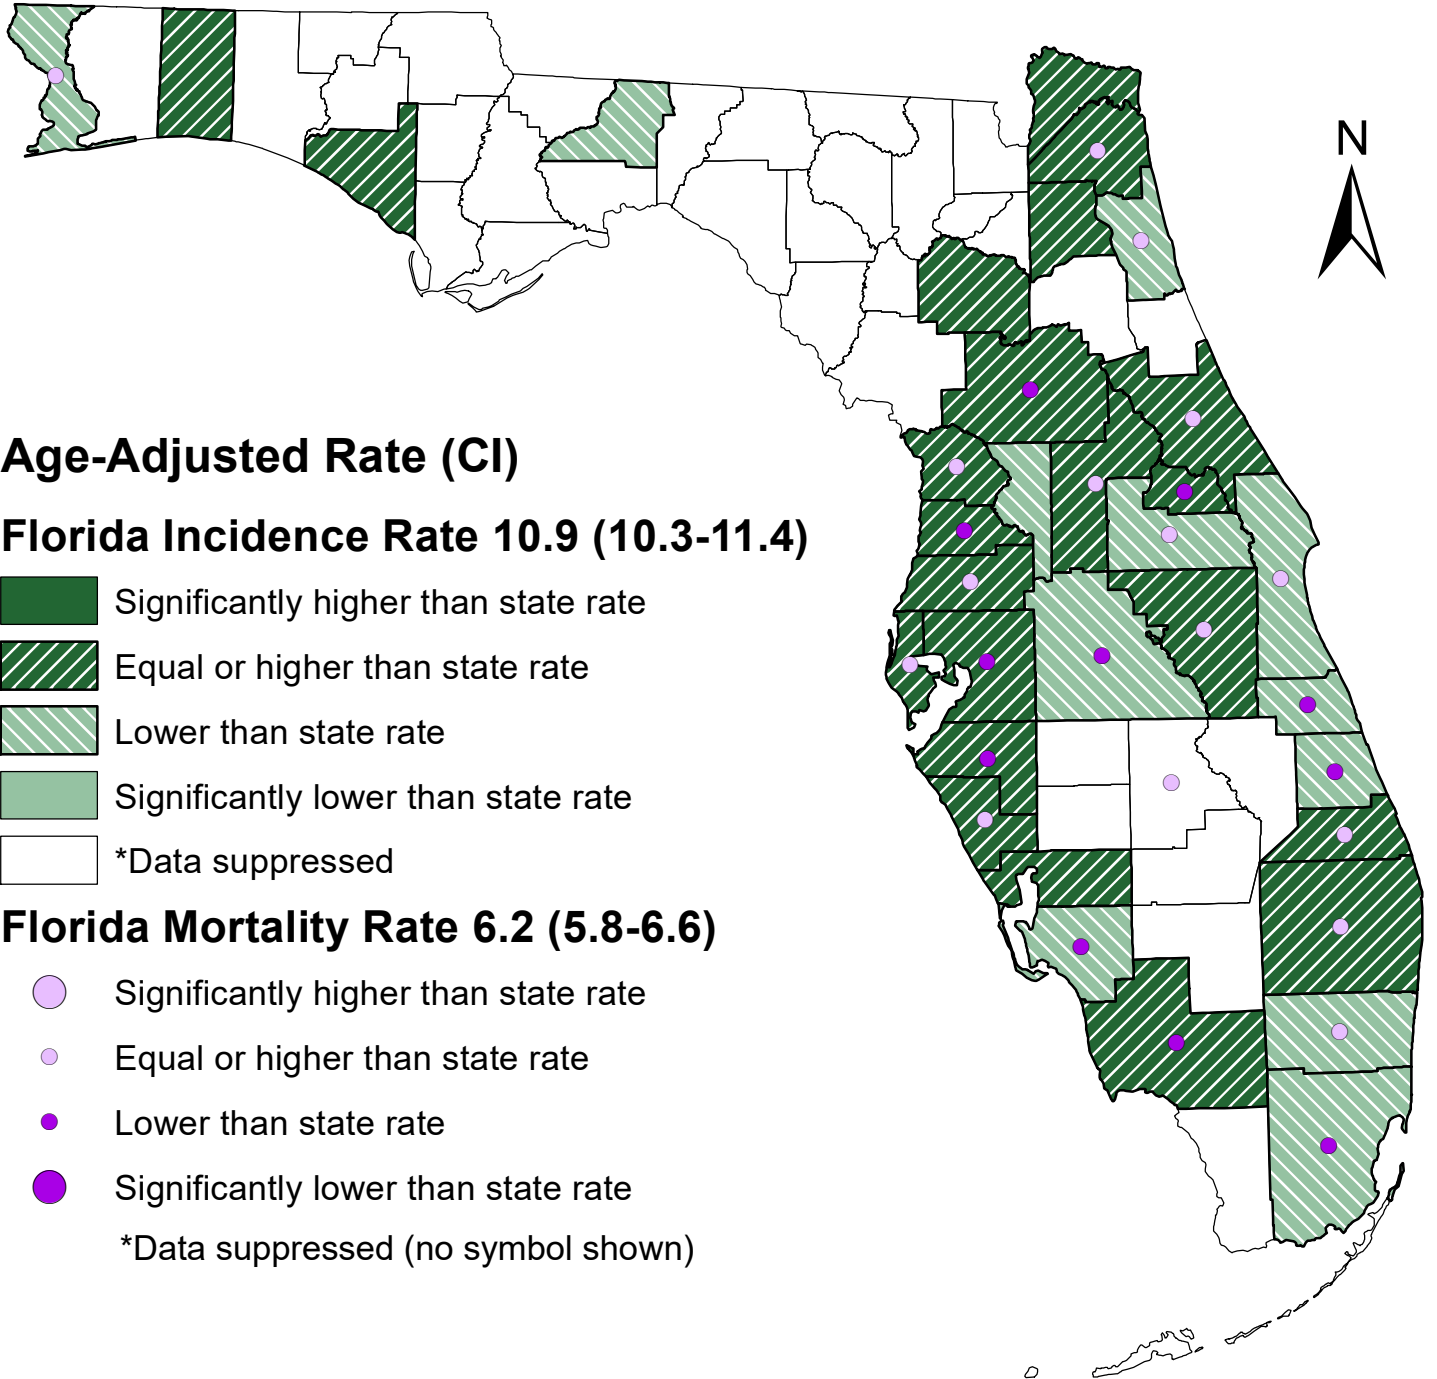 N
Age-Adjusted Rate (CI)
Florida Incidence Rate 10.9 (10.3-11.4)
Significantly higher than state rate
Equal or higher than state rate
Lower than state rate
Significantly lower than state rate
*Data suppressed
Florida Mortality Rate 6.2 (5.8-6.6)
Significantly higher than state rate
Equal or higher than state rate
Lower than state rate
Significantly lower than state rate
*Data suppressed (no symbol shown)